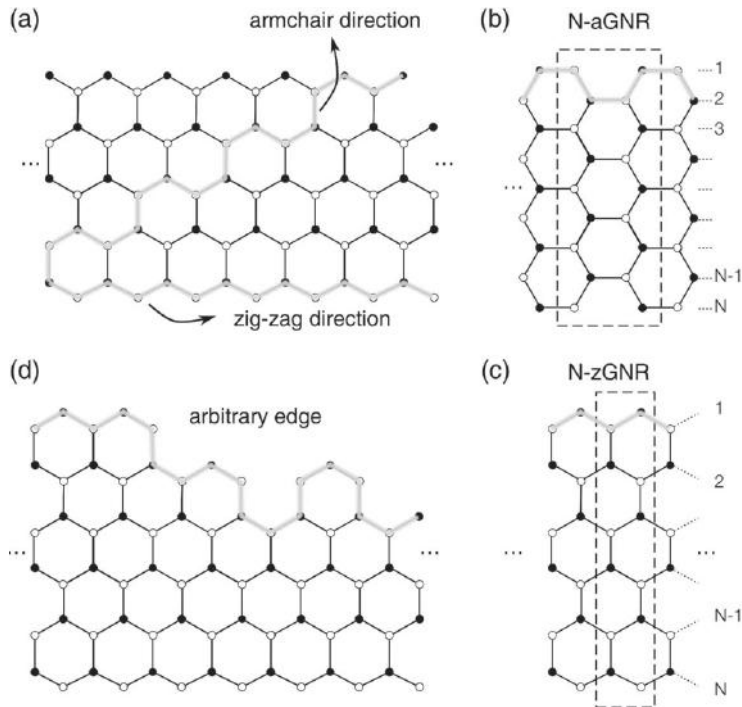 (a)
armchair direction
...
...
zig-zag direction
(b)
N-aGNR
1
2
3
...
N-1
N
(d)
arbitrary edge
...
...
(c)
N-zGNR
1
2
...
...
N-1
N